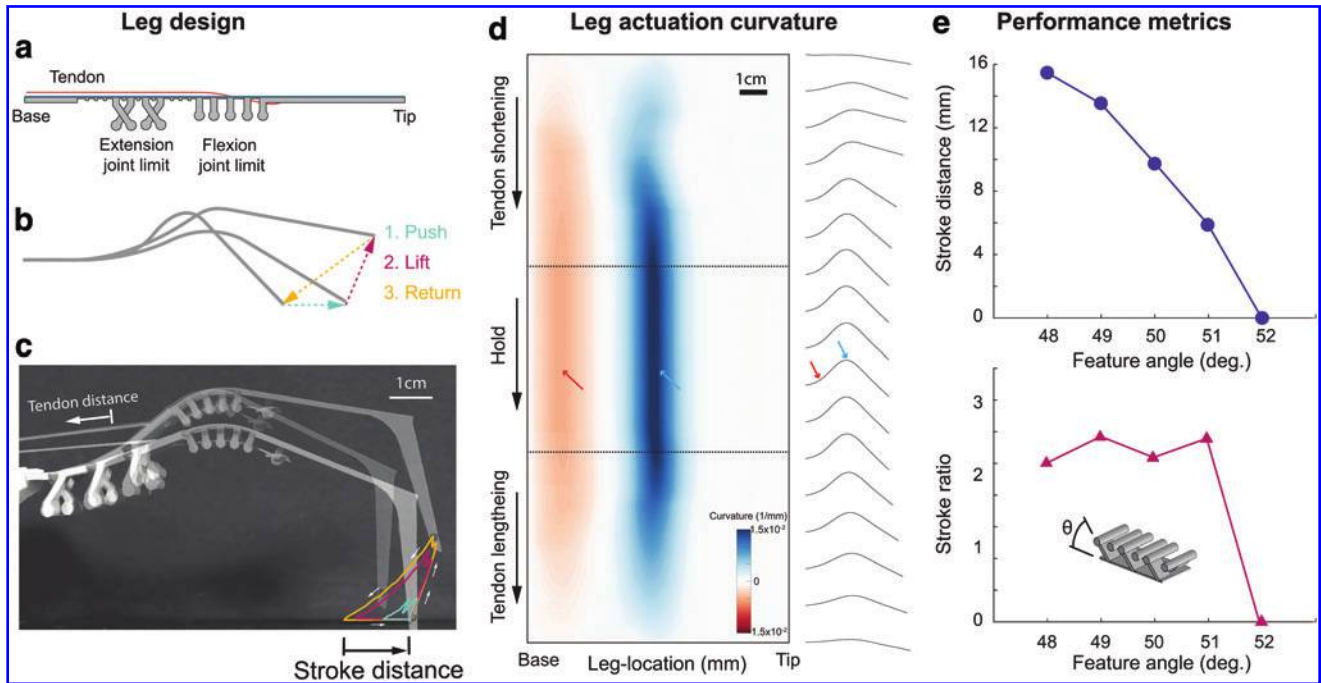 Leg design
a
Tendon
Base
Tip
Extension
joint limit
Flexion
joint limit
b
1. Push
2. Lift
3. Return
c
Tendon distance
1cm
Stroke distance
Leg actuation curvature
d
1cm
Tendon shortening
Hold
Tendon lengtheing
Curvature (1/mm)
1.5x10⁻²
0
1.5x10⁻²
Base
Leg-location (mm)
Tip
Performance metrics
e
Stroke distance (mm)
16
12
8
4
0
48 49 50 51 52
Feature angle (deg.)
Stroke ratio
3
2
2
1
1
0
θ
48 49 50 51 52
Feature angle (deg.)